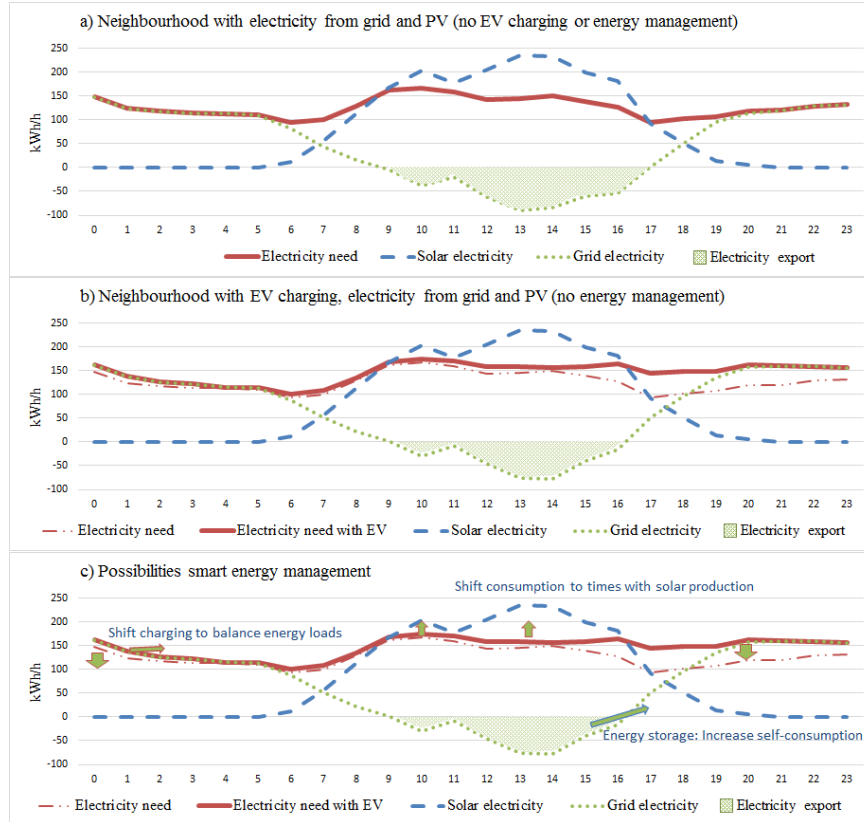 a) Neighbourhood with electricity from grid and PV (no EV charging or energy management)
250
200
150
100
50
0
-50
-100
kWh/h
0 1 2 3 4 5 6 7 8 9 10 11 12 13 14 15 16 17 18 19 20 21 22 23
Electricity need Solar electricity Grid electricity Electricity export
b) Neighbourhood with EV charging, electricity from grid and PV (no energy management)
250
200
150
100
50
0
-50
-100
kWh/h
0 1 2 3 4 5 6 7 8 9 10 11 12 13 14 15 16 17 18 19 20 21 22 23
Electricity need Electricity need with EV Solar electricity Grid electricity Electricity export
c) Possibilities smart energy management
Shift consumption to times with solar production
Shift charging to balance energy loads
250
200
150
100
50
0
-50
-100
kWh/h
Energy storage: Increase self-consumption
0 1 2 3 4 5 6 7 8 9 10 11 12 13 14 15 16 17 18 19 20 21 22 23
Electricity need Electricity need with EV Solar electricity Grid electricity Electricity export